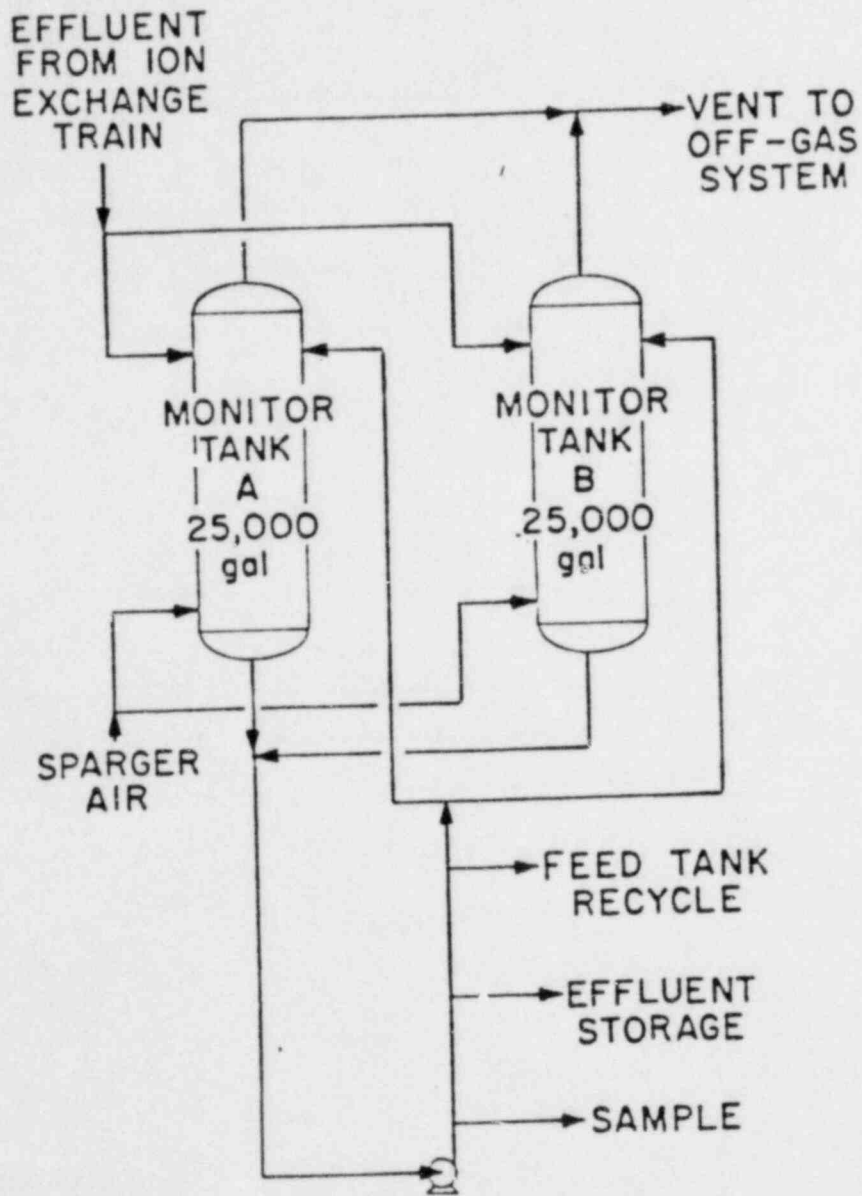 EFFLUENT
FROM ION
EXCHANGE
TRAIN
VENT TO
OFF-GAS
SYSTEM
MONITOR
TANK
A
25,000
gal
MONITOR
TANK
B
25,000
gal
SPARGER
AIR
FEED TANK
RECYCLE
EFFLUENT
STORAGE
SAMPLE